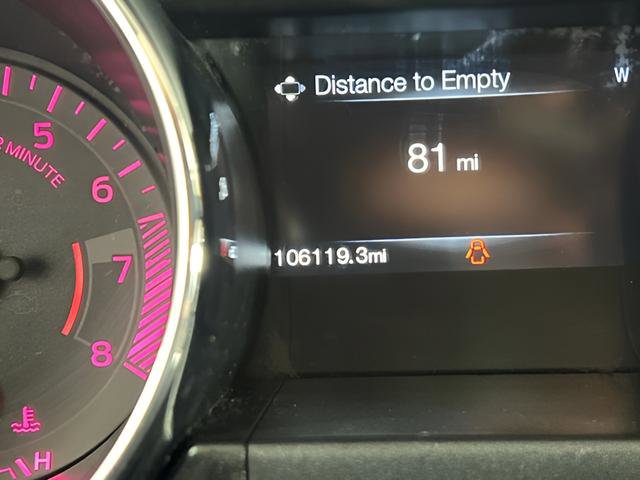 Distance to Empty
W
81 mi
106119.3mi
5
MINUTE
6
7
8
H